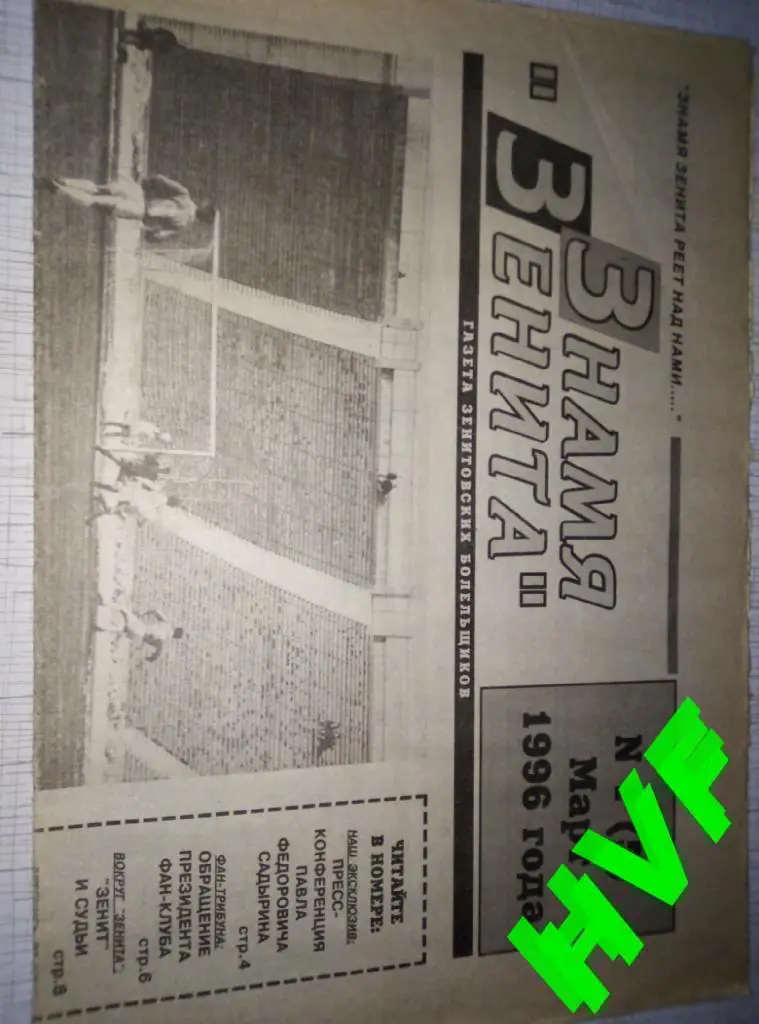 "ЗНАМЯ ЗЕНИТА РЕЕТ НАД НАМИ....."
"ЗНАМЯ
ЗЕНИТА"
ГАЗЕТА ЗЕНИТОВСКИХ БОЛЕЛЬЩИКОВ
1996 года
ЧИТАЙТЕ
В НОМЕРЕ:
НАШ ЭКСКЛЮЗИВ:
ПРЕСС-
КОНФЕРЕНЦИЯ
ПАВЛА
ФЕДОРОВИЧА
САДЫРИНА
стр.4
ФАН-ТРИБУНА:
ОБРАЩЕНИЕ
ПРЕЗИДЕНТА
ФАН-КЛУБА
стр.6
ВОКРУГ "ЗЕНИТА":
"ЗЕНИТ"
И СУДЬИ
стр.8
HVF